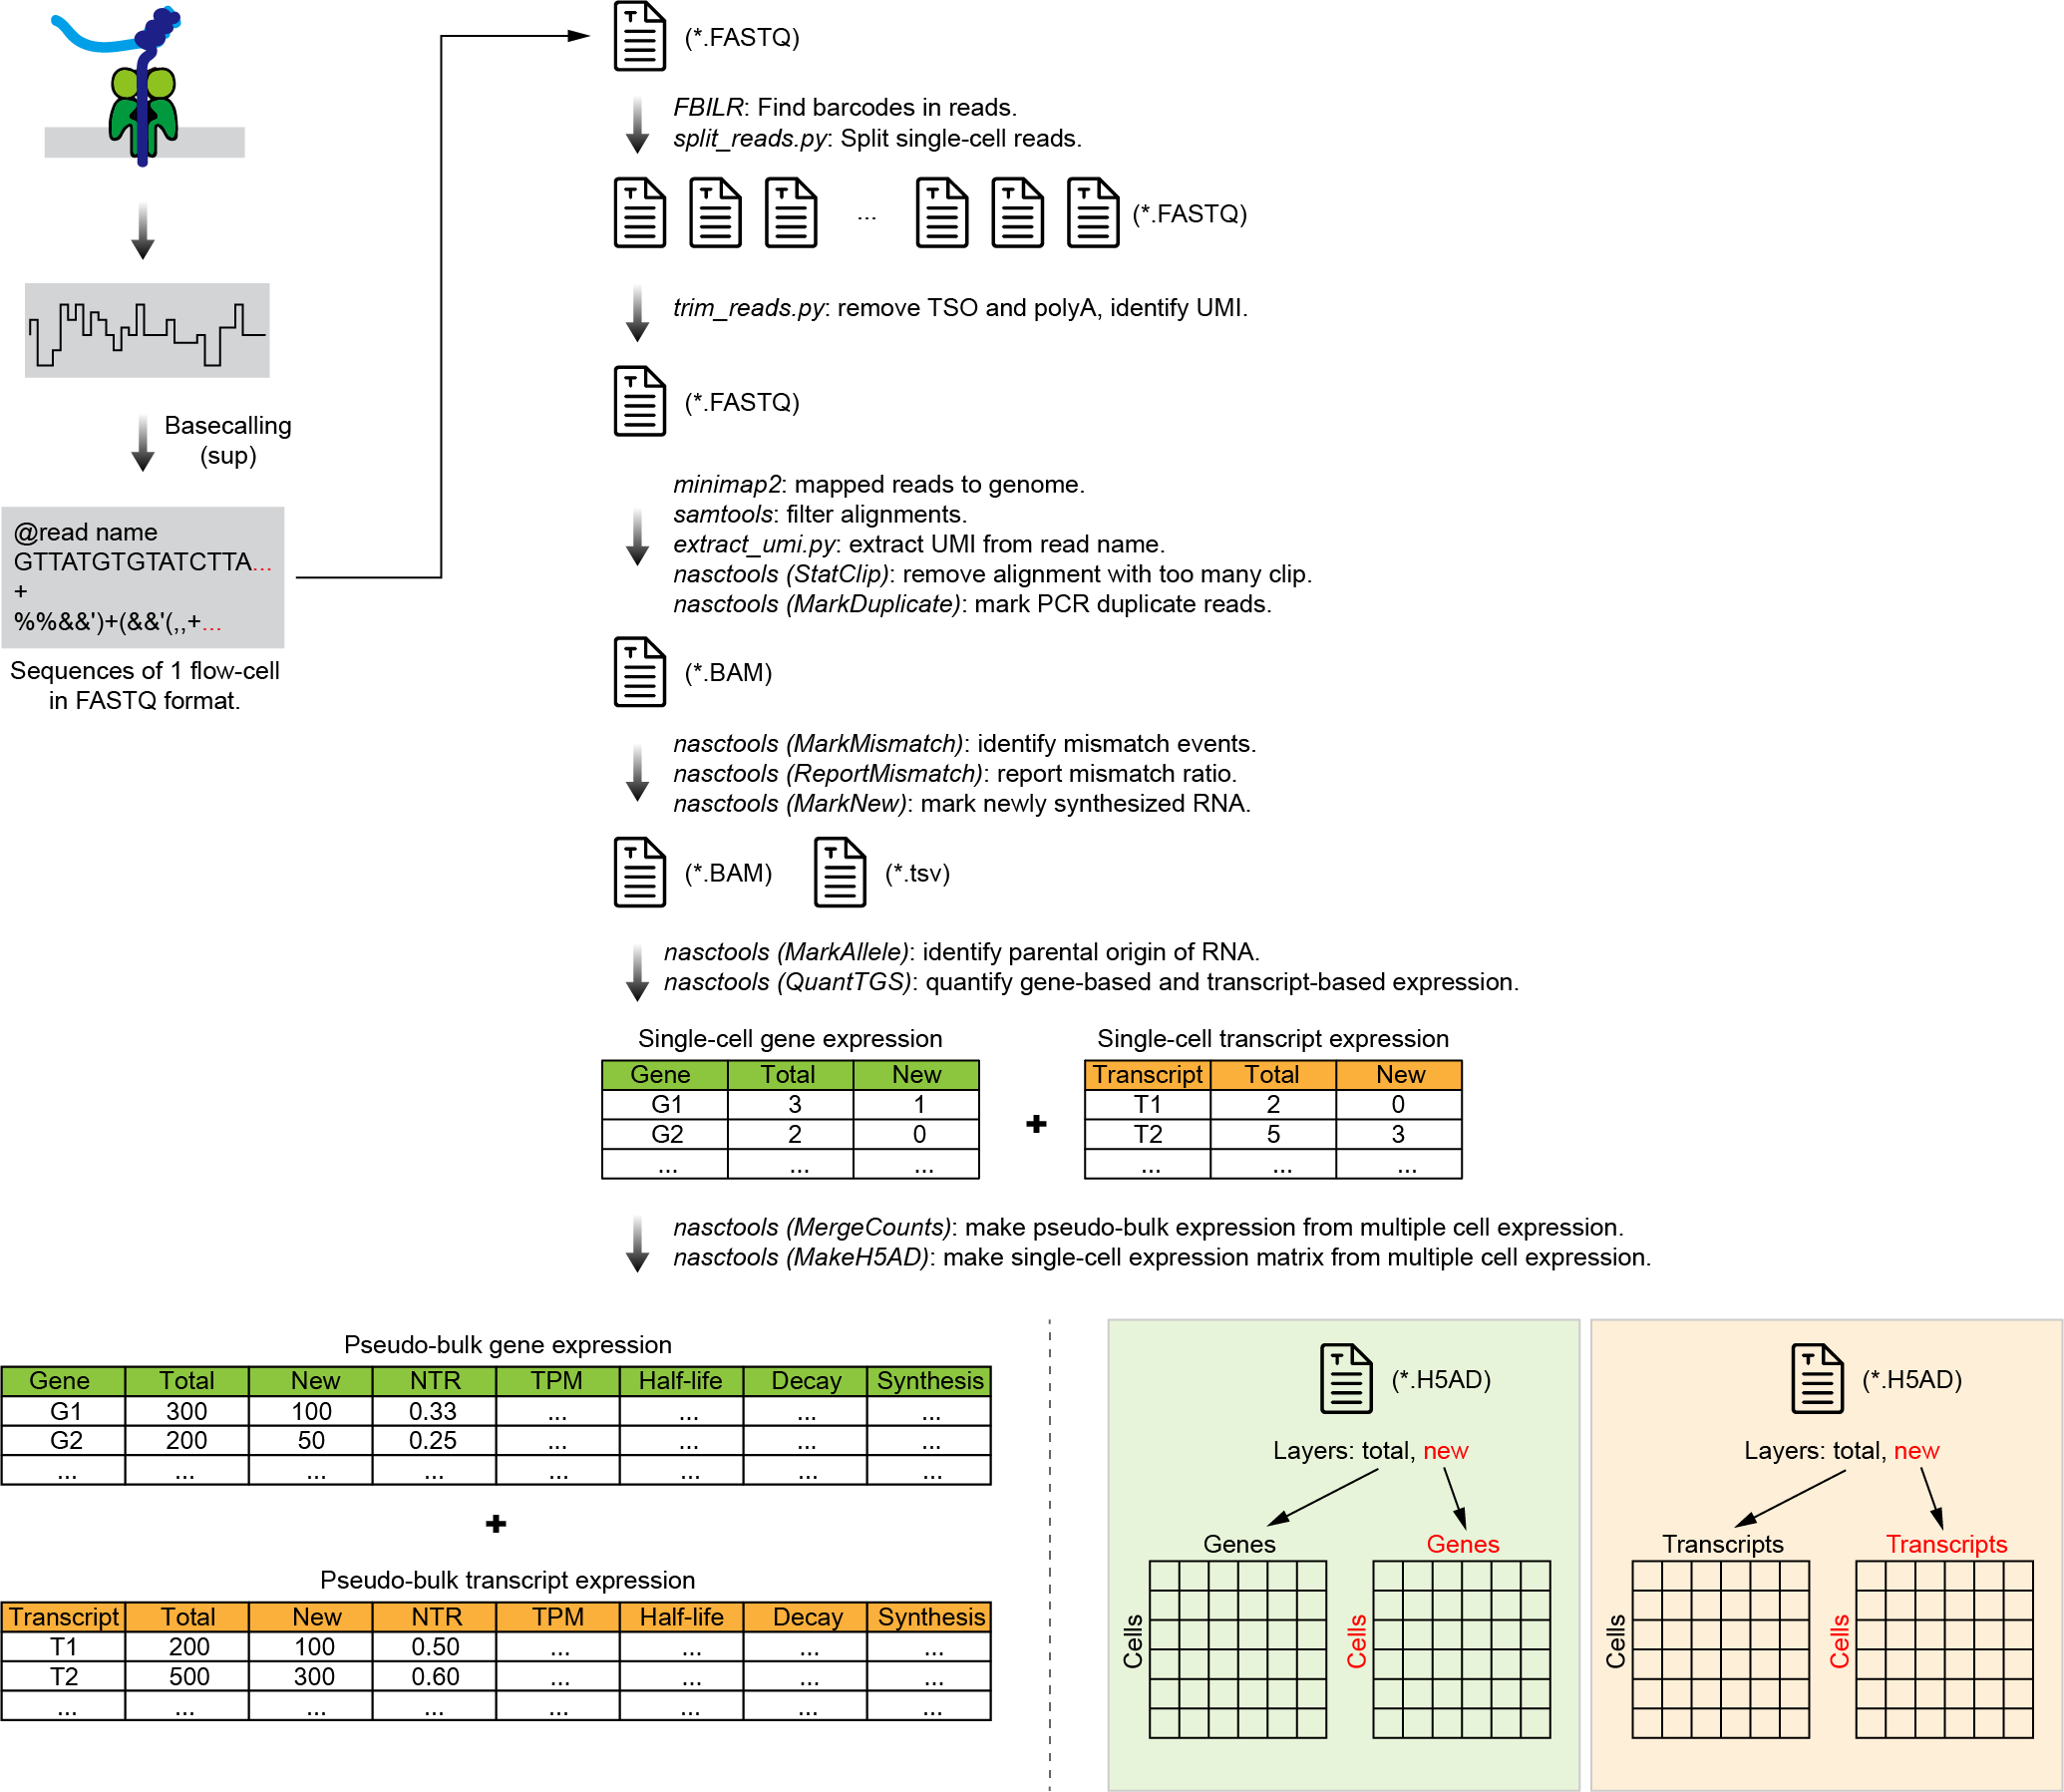 (*.FASTQ)
FBILR: Find barcodes in reads.
split_reads.py: Split single-cell reads.
... (*.FASTQ)
trim_reads.py: remove TSO and polyA, identify UMI.
(*.FASTQ)
Basecalling
(sup)
@read name
GTTATGTGTATCTTA...
+
%%&&')+(&&'(,,+...
Sequences of 1 flow-cell
in FASTQ format.
minimap2: mapped reads to genome.
samtools: filter alignments.
extract_umi.py: extract UMI from read name.
nasctools (StatClip): remove alignment with too many clip.
nasctools (MarkDuplicate): mark PCR duplicate reads.
(*.BAM)
nasctools (MarkMismatch): identify mismatch events.
nasctools (ReportMismatch): report mismatch ratio.
nasctools (MarkNew): mark newly synthesized RNA.
(*.BAM) (*.tsv)
nasctools (MarkAllele): identify parental origin of RNA.
nasctools (QuantTGS): quantify gene-based and transcript-based expression.
Single-cell gene expression
Gene Total New
G1 3 1
G2 2 0
... ... ...
Single-cell transcript expression
Transcript Total New
T1 2 0
T2 5 3
... ... ...
nasctools (MergeCounts): make pseudo-bulk expression from multiple cell expression.
nasctools (MakeH5AD): make single-cell expression matrix from multiple cell expression.
Pseudo-bulk gene expression
Gene Total New NTR TPM Half-life Decay Synthesis
G1 300 100 0.33 ... ... ... ...
G2 200 50 0.25 ... ... ... ...
... ... ... ... ... ... ... ...
Pseudo-bulk transcript expression
Transcript Total New NTR TPM Half-life Decay Synthesis
T1 200 100 0.50 ... ... ... ...
T2 500 300 0.60 ... ... ... ...
... ... ... ... ... ... ... ...
(*.H5AD)
Layers: total, new
Genes Genes
Cells Cells
(*.H5AD)
Layers: total, new
Transcripts Transcripts
Cells Cells